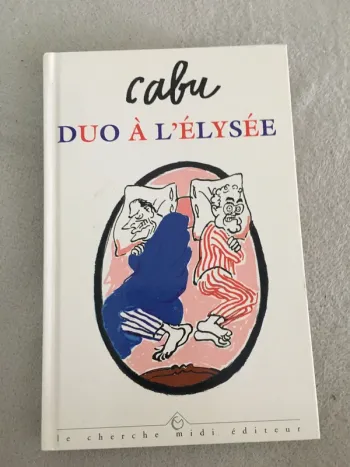 cabu
DUO À L'ÉLYSÉE
le cherche midi éditeur